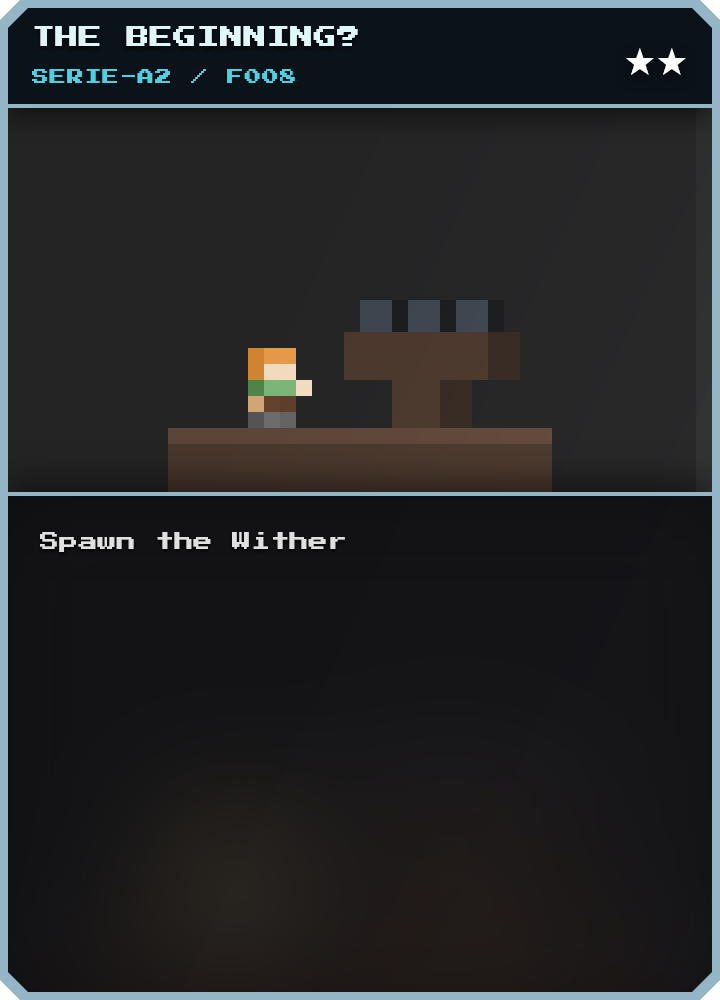 THE BEGINNING?
SERIE-A2 / F008
★★
Spawn the Wither